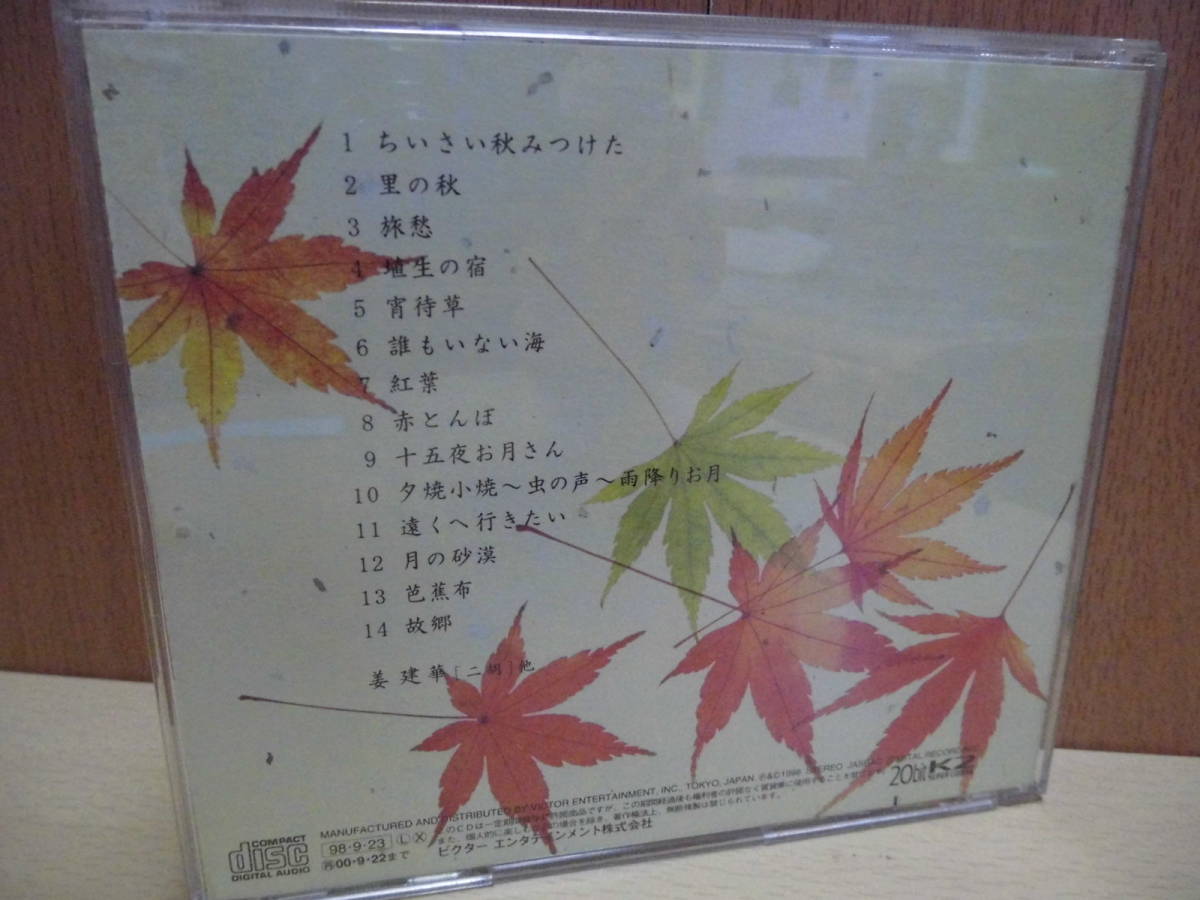 1 ちいさい秋みつけた
2 里の秋
3 旅愁
4 埴生の宿
5 宵待草
6 誰もいない海
7 紅葉
8 赤とんぼ
9 十五夜お月さん
10 夕焼小焼～虫の声～雨降りお月
11 遠くへ行きたい
12 月の砂漠
13 芭蕉布
14 故郷
姜 建華［二胡］他
20bit K2
MANUFACTURED AND DISTRIBUTED BY VICTOR ENTERTAINMENT, INC., TOKYO, JAPAN. ℗&©1998 STEREO
COMPACT
disc
DIGITAL AUDIO
98・9・23 L X
再00・9・22まで
ビクター エンタテインメント株式会社